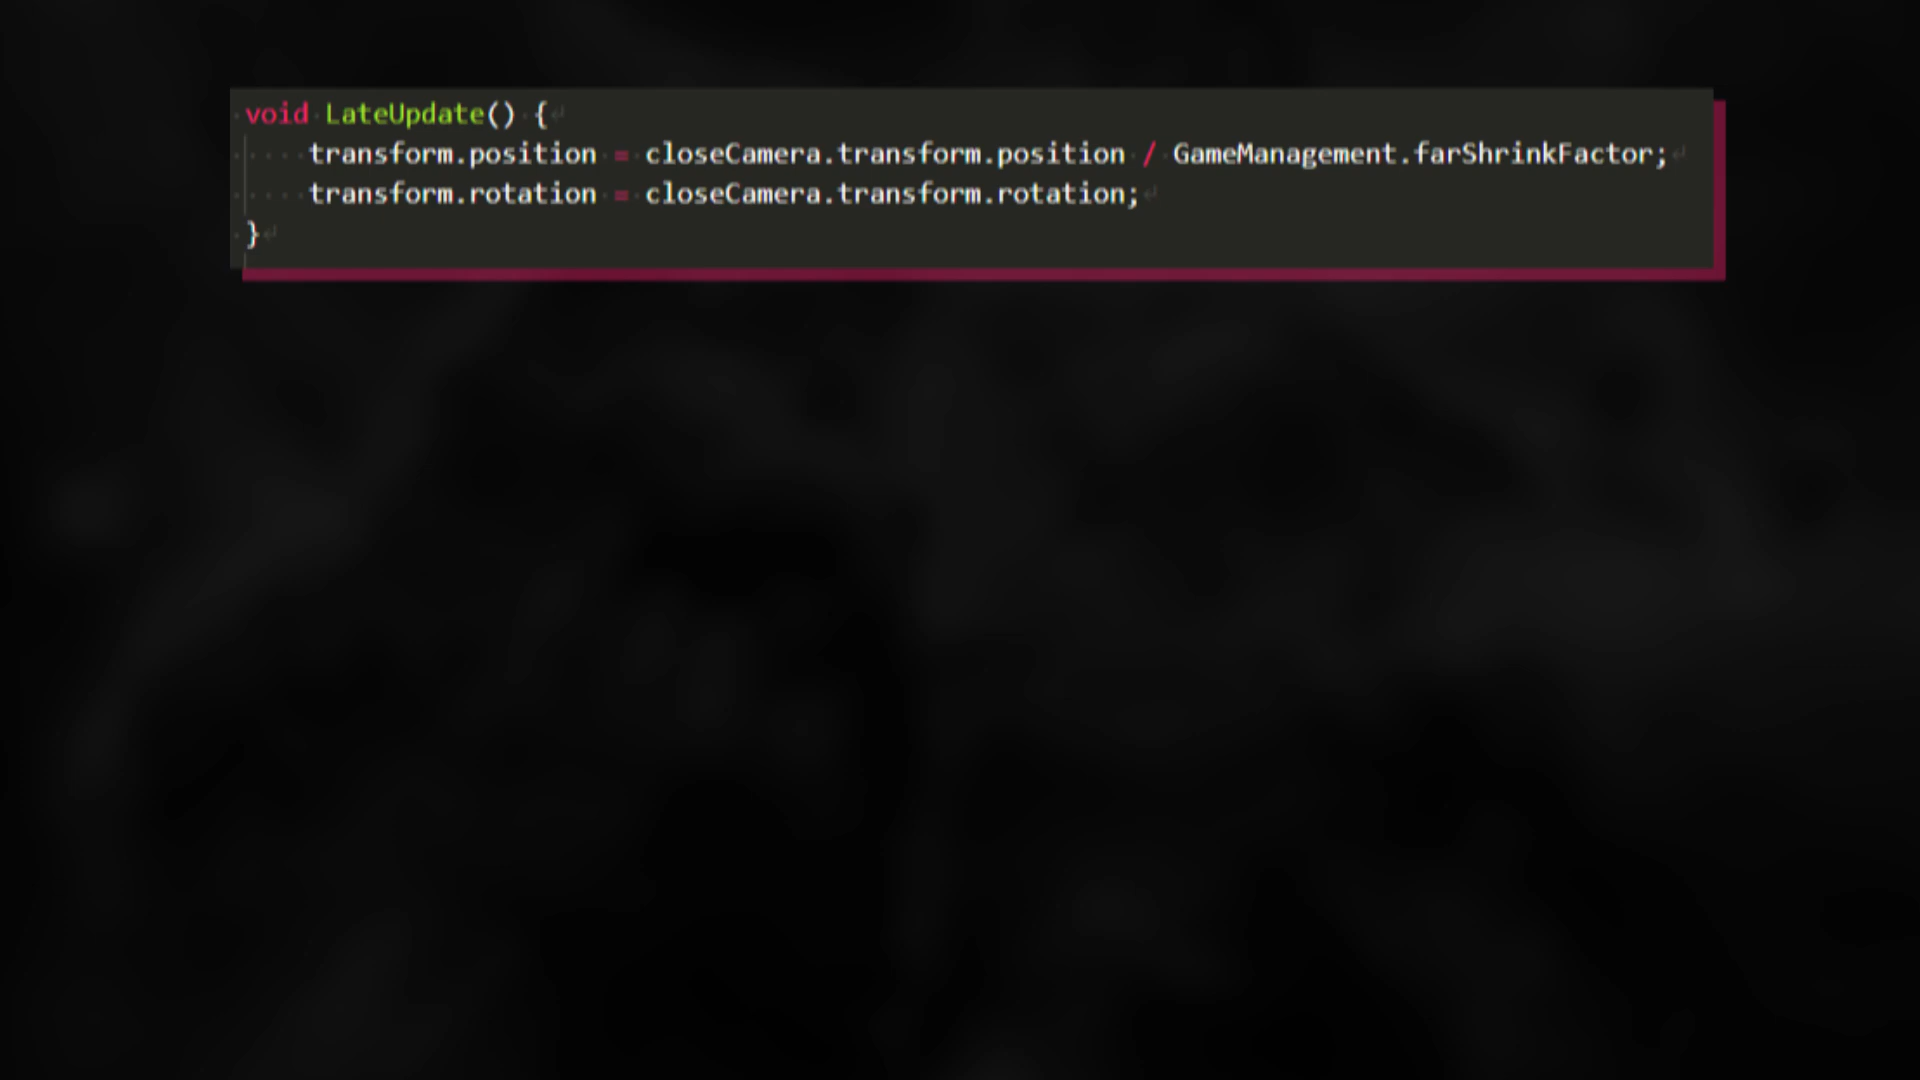 void LateUpdate() {
transform.position = closeCamera.transform.position / GameManagement.farShrinkFactor;
transform.rotation = closeCamera.transform.rotation;
}